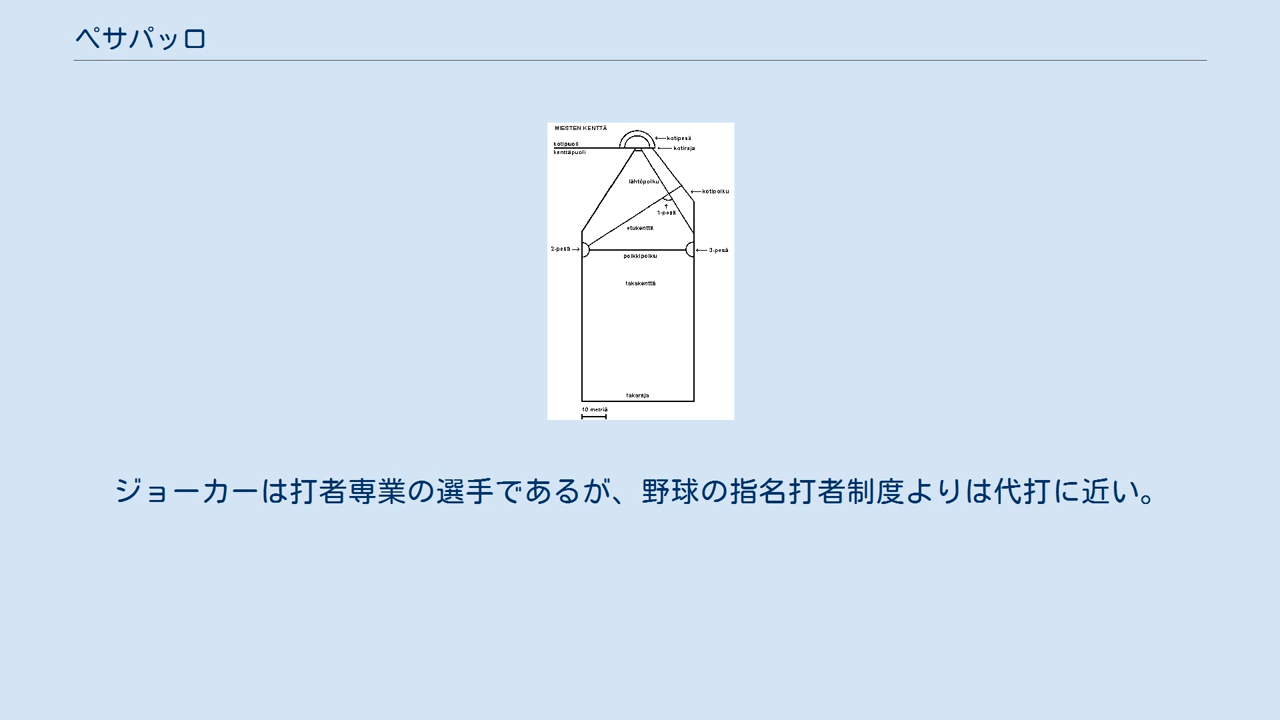 ペサパッロ
MIESTEN KENTTÄ
kotipesä
kotipuoli
kotiraja
kenttäpuoli
lähtöpolku
kotipolku
1-pesä
etukenttä
2-pesä
3-pesä
polkkipolku
takakenttä
takaraja
10 metriä
ジョーカーは打者専業の選手であるが、野球の指名打者制度よりは代打に近い。